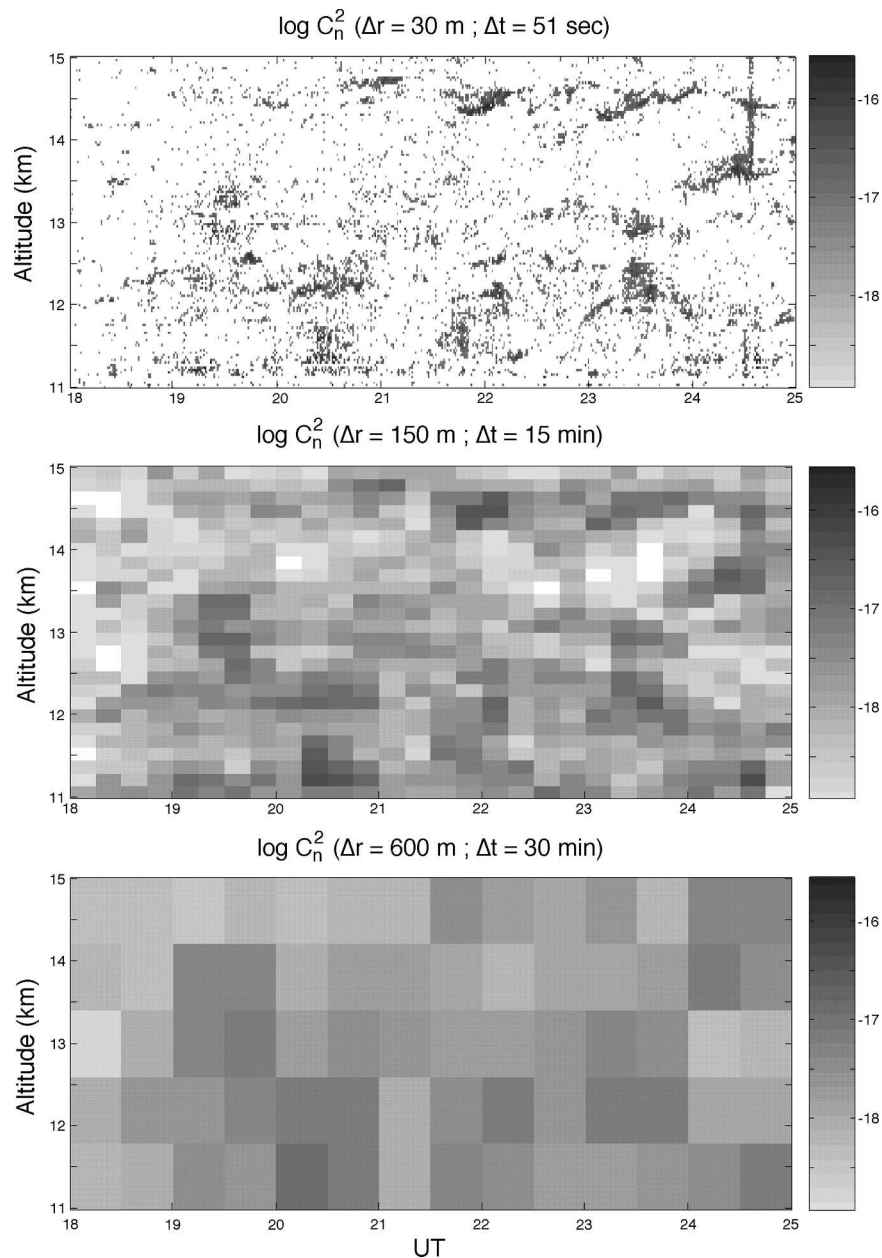 log C_n^2 (Δr = 30 m ; Δt = 51 sec)
15
14
13
12
11
Altitude (km)
18 19 20 21 22 23 24 25
-16
-17
-18
log C_n^2 (Δr = 150 m ; Δt = 15 min)
15
14
13
12
11
Altitude (km)
18 19 20 21 22 23 24 25
-16
-17
-18
log C_n^2 (Δr = 600 m ; Δt = 30 min)
15
14
13
12
11
Altitude (km)
18 19 20 21 22 23 24 25
UT
-16
-17
-18